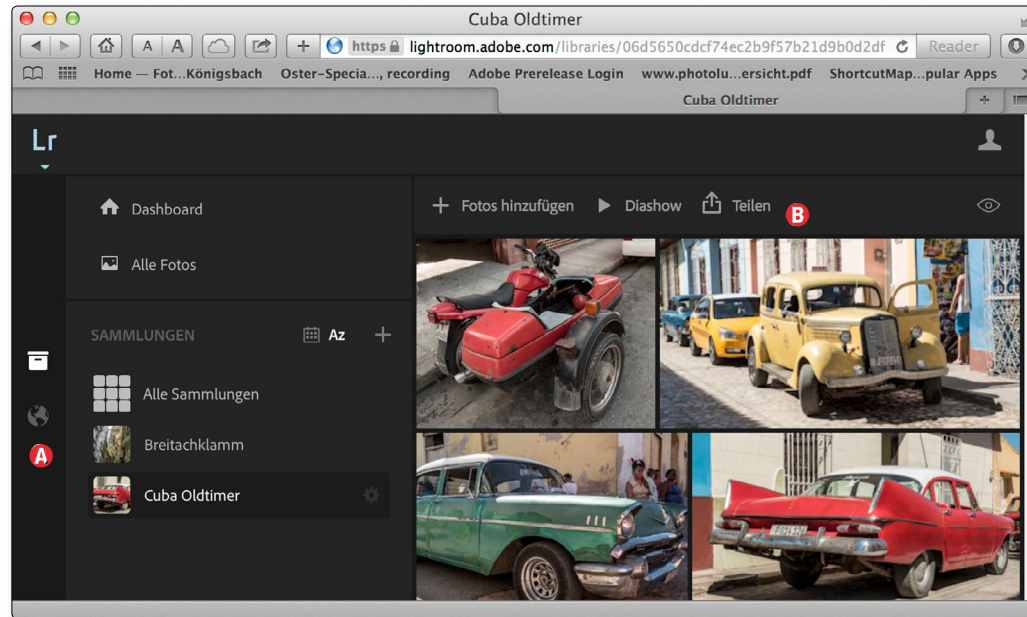 Cuba Oldtimer
A A + https lightroom.adobe.com/libraries/06d5650cdcf74ec2b9f57b21d9b0d2df Reader
Home — Fot...Königsbach Oster-Specia..., recording Adobe Prerelease Login www.photolu...ersicht.pdf ShortcutMap...pular Apps
Cuba Oldtimer +
Lr
Dashboard
+ Fotos hinzufügen Diashow Teilen B
Alle Fotos
SAMMLUNGEN Az +
Alle Sammlungen
A
Breitachklamm
Cuba Oldtimer